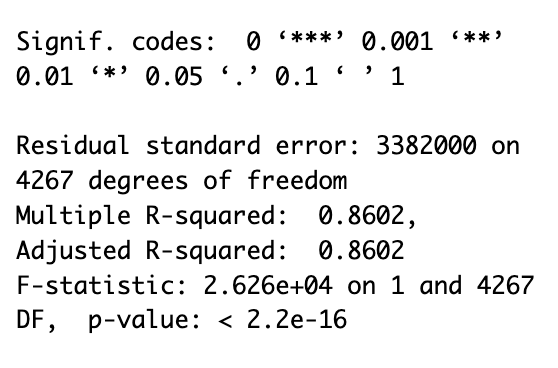 Signif. codes:  0 ‘***’ 0.001 ‘**’
0.01 ‘*’ 0.05 ‘.’ 0.1 ‘ ’ 1
Residual standard error: 3382000 on
4267 degrees of freedom
Multiple R-squared:  0.8602,
Adjusted R-squared:  0.8602
F-statistic: 2.626e+04 on 1 and 4267
DF,  p-value: < 2.2e-16